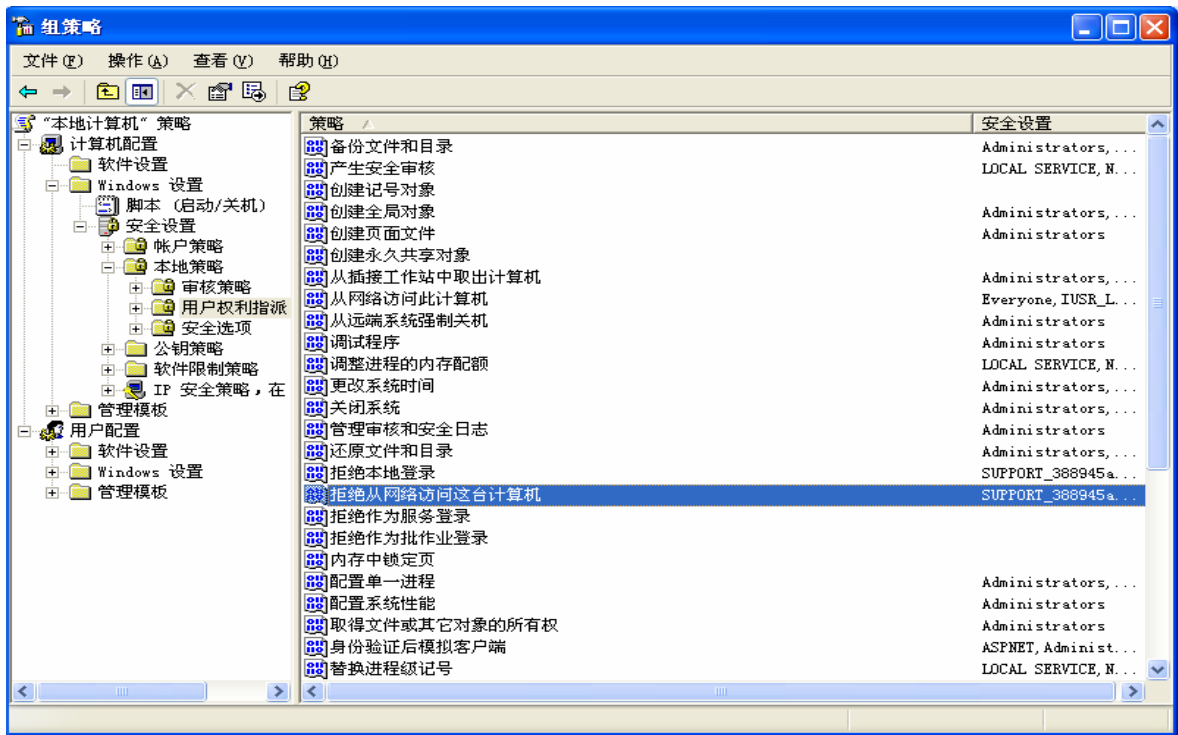 组策略
文件(F) 操作(A) 查看(V) 帮助(H)
“本地计算机” 策略
计算机配置
软件设置
Windows 设置
脚本 (启动/关机)
安全设置
帐户策略
本地策略
审核策略
用户权利指派
安全选项
公钥策略
软件限制策略
IP 安全策略，在
管理模板
用户配置
软件设置
Windows 设置
管理模板
策略 安全设置
备份文件和目录 Administrators,...
产生安全审核 LOCAL SERVICE,N...
创建记号对象
创建全局对象 Administrators,...
创建页面文件 Administrators
创建永久共享对象
从插接工作站中取出计算机 Administrators,...
从网络访问此计算机 Everyone,IUSR_L...
从远端系统强制关机 Administrators
调试程序 Administrators
调整进程的内存配额 LOCAL SERVICE,N...
更改系统时间 Administrators,...
关闭系统 Administrators,...
管理审核和安全日志 Administrators
还原文件和目录 Administrators,...
拒绝本地登录 SUPPORT_388945a...
拒绝从网络访问这台计算机 SUPPORT_388945a...
拒绝作为服务登录
拒绝作为批作业登录
内存中锁定页
配置单一进程 Administrators,...
配置系统性能 Administrators
取得文件或其它对象的所有权 Administrators
身份验证后模拟客户端 ASPNET,Administ...
替换进程级记号 LOCAL SERVICE,N...